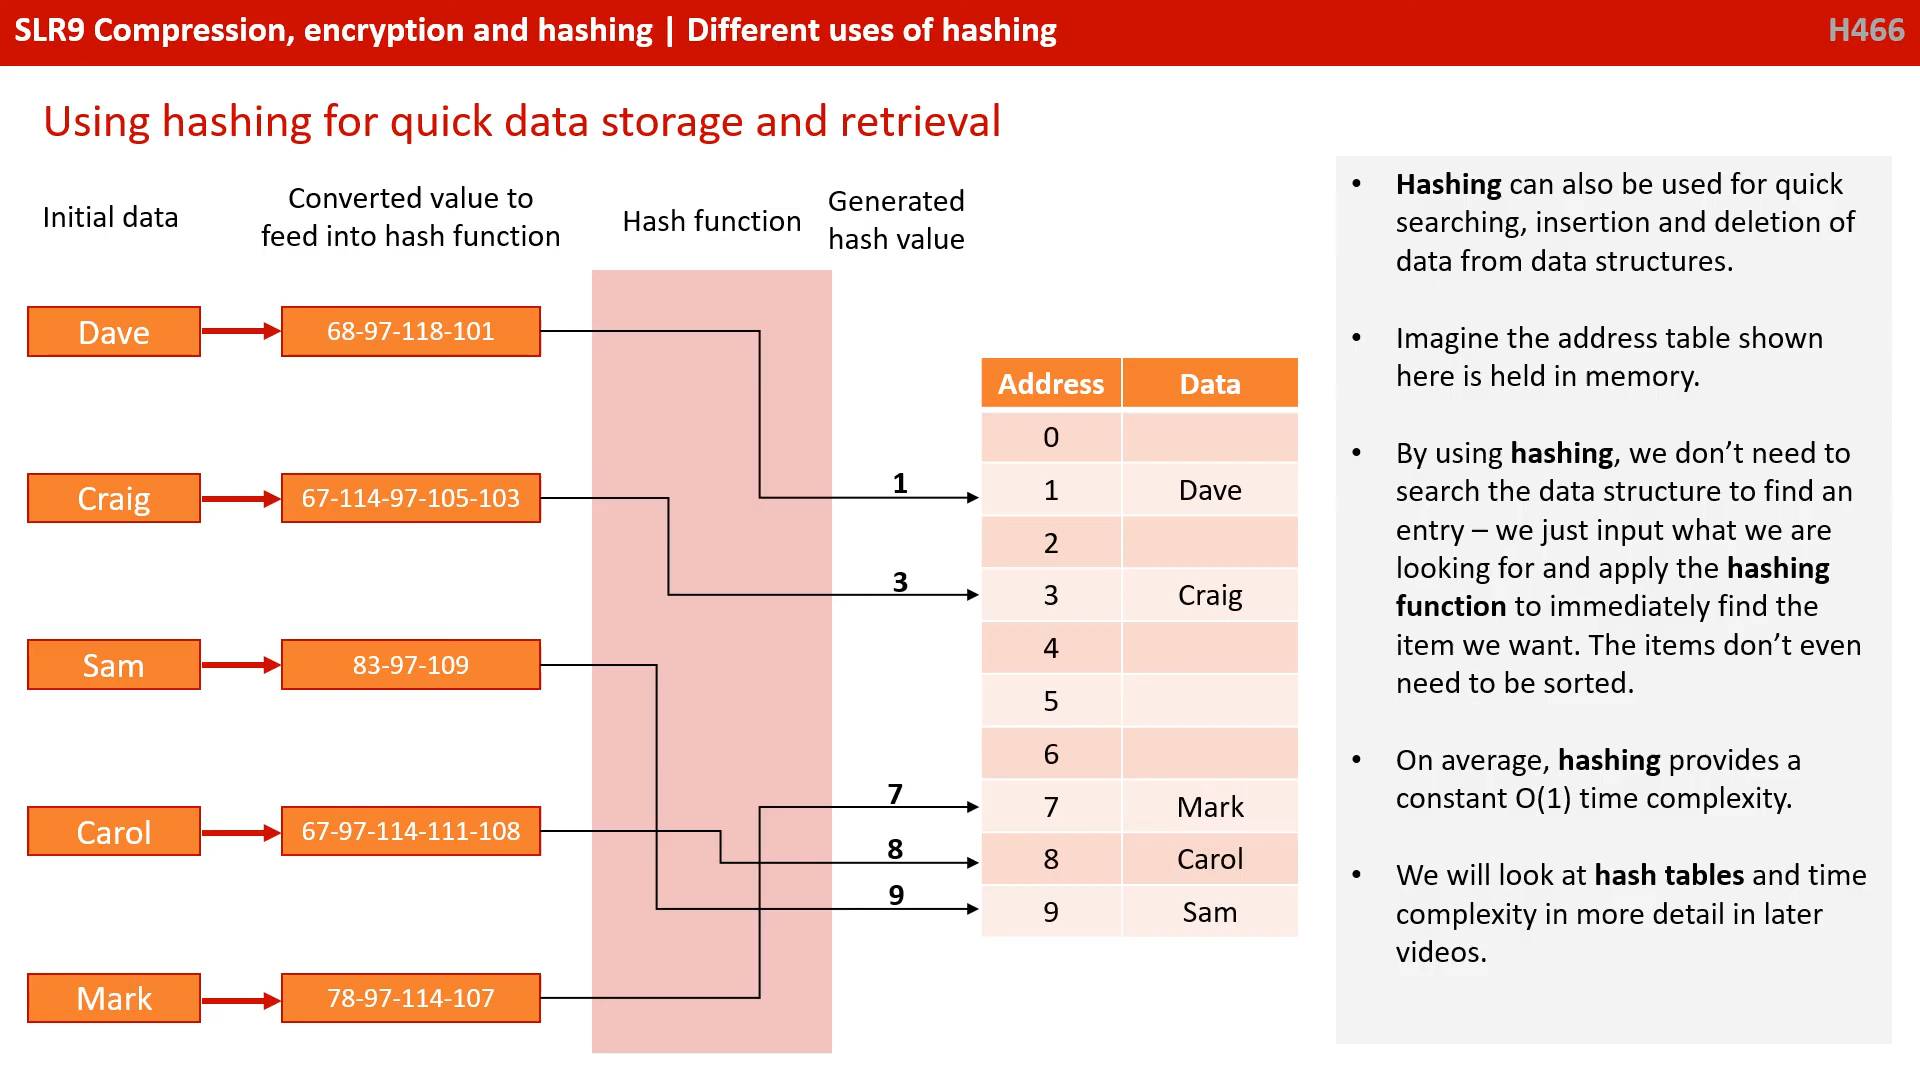 SLR9 Compression, encryption and hashing | Different uses of hashing
H466
Using hashing for quick data storage and retrieval
Initial data
Converted value to
feed into hash function
Hash function
Generated
hash value
Dave
68-97-118-101
Craig
67-114-97-105-103
Sam
83-97-109
Carol
67-97-114-111-108
Mark
78-97-114-107
1
3
7
8
9
Address Data
0
1 Dave
2
3 Craig
4
5
6
7 Mark
8 Carol
9 Sam
• Hashing can also be used for quick
searching, insertion and deletion of
data from data structures.
• Imagine the address table shown
here is held in memory.
• By using hashing, we don’t need to
search the data structure to find an
entry – we just input what we are
looking for and apply the hashing
function to immediately find the
item we want. The items don’t even
need to be sorted.
• On average, hashing provides a
constant O(1) time complexity.
• We will look at hash tables and time
complexity in more detail in later
videos.